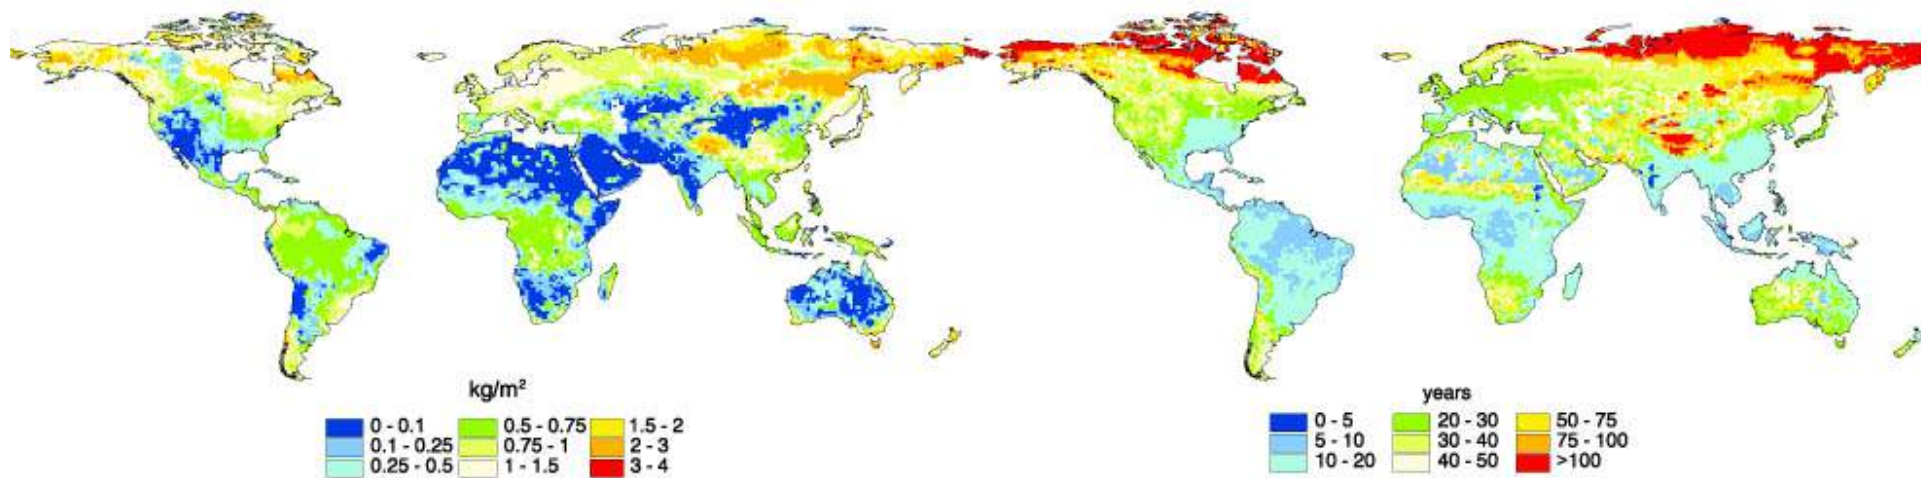 kg/m²
0 - 0.1 0.5 - 0.75 1.5 - 2
0.1 - 0.25 0.75 - 1 2 - 3
0.25 - 0.5 1 - 1.5 3 - 4
years
0 - 5 20 - 30 50 - 75
5 - 10 30 - 40 75 - 100
10 - 20 40 - 50 >100